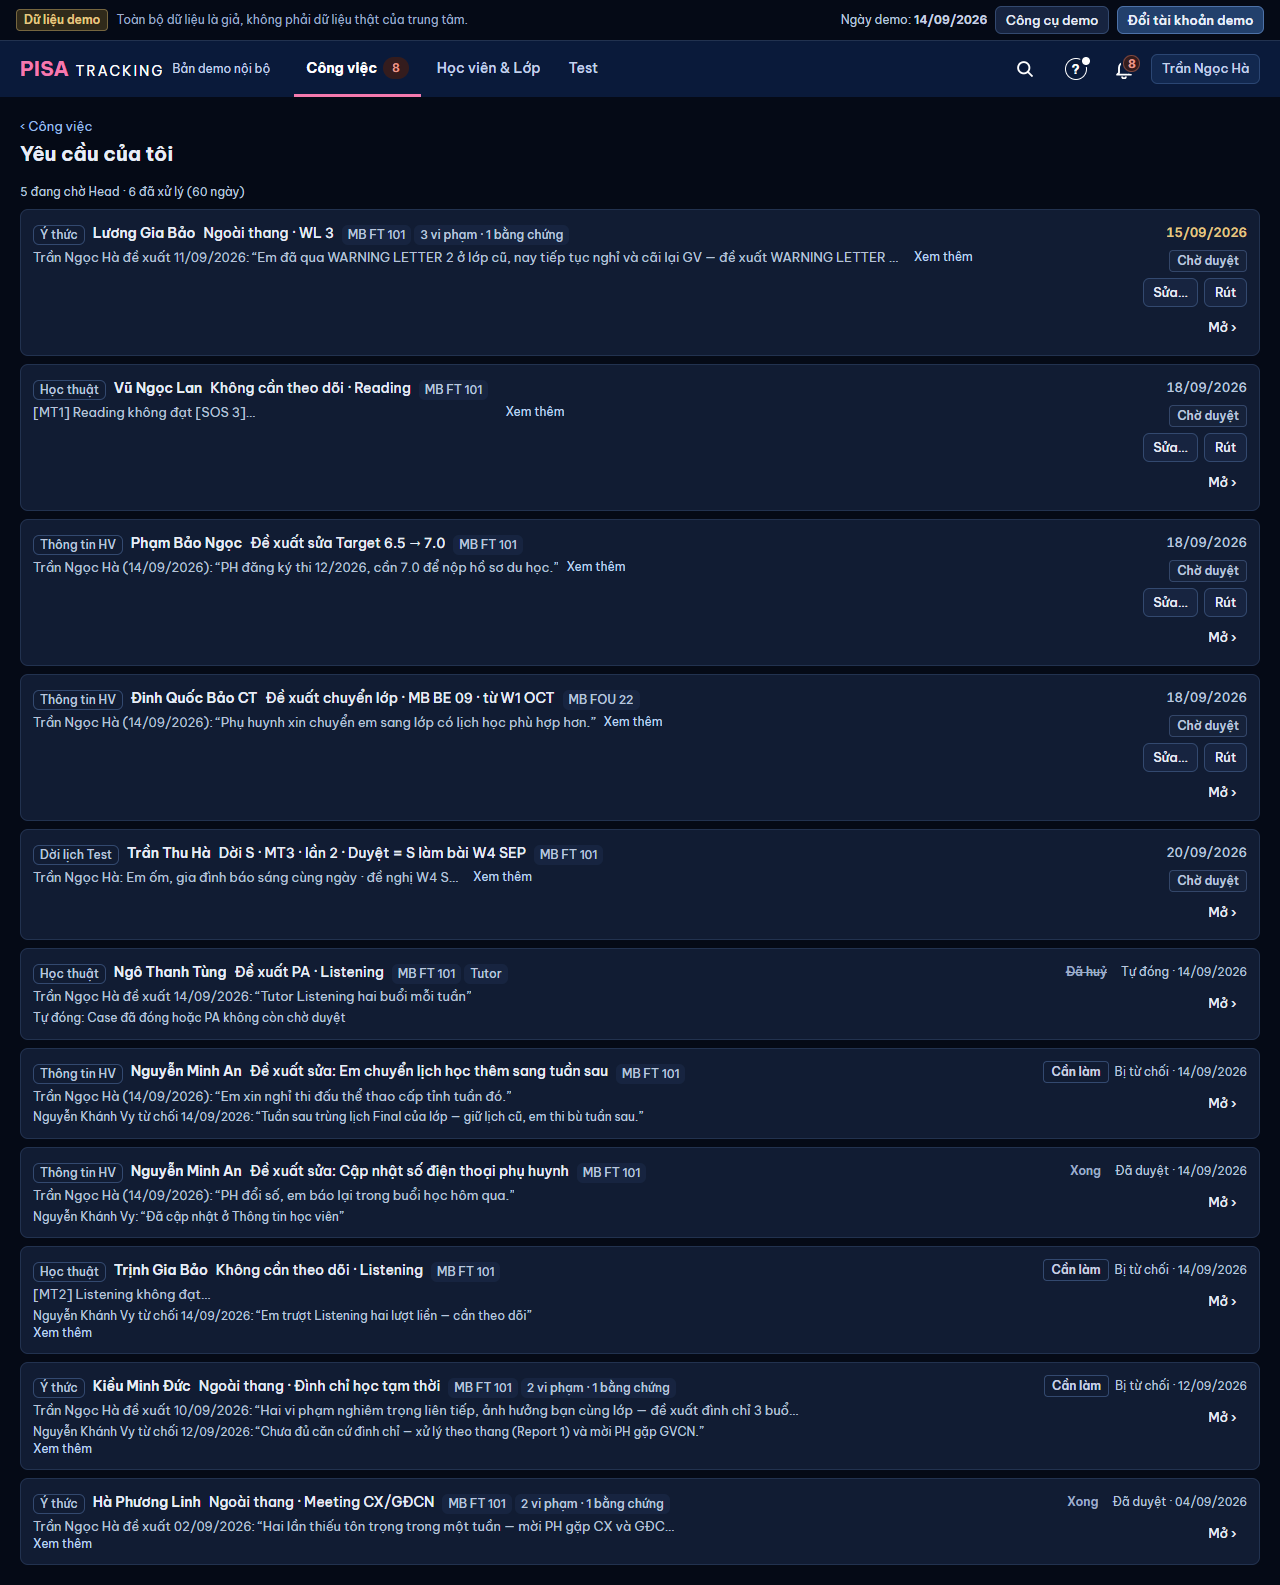 Dữ liệu demo Toàn bộ dữ liệu là giả, không phải dữ liệu thật của trung tâm. Ngày demo: 14/09/2026 Công cụ demo Đổi tài khoản demo
PISA TRACKING Bản demo nội bộ Công việc 8 Học viên & Lớp Test ? 8 Trần Ngọc Hà
‹ Công việc
Yêu cầu của tôi
5 đang chờ Head · 6 đã xử lý (60 ngày)
Ý thức Lương Gia Bảo Ngoài thang · WL 3 MB FT 101 3 vi phạm · 1 bằng chứng 15/09/2026
Trần Ngọc Hà đề xuất 11/09/2026: “Em đã qua WARNING LETTER 2 ở lớp cũ, nay tiếp tục nghỉ và cãi lại GV — đề xuất WARNING LETTER ... Xem thêm
Chờ duyệt
Sửa... Rút
Mở ›
Học thuật Vũ Ngọc Lan Không cần theo dõi · Reading MB FT 101 18/09/2026
[MT1] Reading không đạt [SOS 3]... Xem thêm
Chờ duyệt
Sửa... Rút
Mở ›
Thông tin HV Phạm Bảo Ngọc Đề xuất sửa Target 6.5 → 7.0 MB FT 101 18/09/2026
Trần Ngọc Hà (14/09/2026): “PH đăng ký thi 12/2026, cần 7.0 để nộp hồ sơ du học.” Xem thêm
Chờ duyệt
Sửa... Rút
Mở ›
Thông tin HV Đinh Quốc Bảo CT Đề xuất chuyển lớp · MB BE 09 · từ W1 OCT MB FOU 22 18/09/2026
Trần Ngọc Hà (14/09/2026): “Phụ huynh xin chuyển em sang lớp có lịch học phù hợp hơn.” Xem thêm
Chờ duyệt
Sửa... Rút
Mở ›
Dời lịch Test Trần Thu Hà Dời S · MT3 · lần 2 · Duyệt = S làm bài W4 SEP MB FT 101 20/09/2026
Trần Ngọc Hà: Em ốm, gia đình báo sáng cùng ngày · đề nghị W4 S... Xem thêm
Chờ duyệt
Mở ›
Học thuật Ngô Thanh Tùng Đề xuất PA · Listening MB FT 101 Tutor Đã huỷ Tự đóng · 14/09/2026
Trần Ngọc Hà đề xuất 14/09/2026: “Tutor Listening hai buổi mỗi tuần”
Mở ›
Tự đóng: Case đã đóng hoặc PA không còn chờ duyệt
Thông tin HV Nguyễn Minh An Đề xuất sửa: Em chuyển lịch học thêm sang tuần sau MB FT 101 Cần làm Bị từ chối · 14/09/2026
Trần Ngọc Hà (14/09/2026): “Em xin nghỉ thi đấu thể thao cấp tỉnh tuần đó.”
Mở ›
Nguyễn Khánh Vy từ chối 14/09/2026: “Tuần sau trùng lịch Final của lớp — giữ lịch cũ, em thi bù tuần sau.”
Thông tin HV Nguyễn Minh An Đề xuất sửa: Cập nhật số điện thoại phụ huynh MB FT 101 Xong Đã duyệt · 14/09/2026
Trần Ngọc Hà (14/09/2026): “PH đổi số, em báo lại trong buổi học hôm qua.”
Mở ›
Nguyễn Khánh Vy: “Đã cập nhật ở Thông tin học viên”
Học thuật Trịnh Gia Bảo Không cần theo dõi · Listening MB FT 101 Cần làm Bị từ chối · 14/09/2026
[MT2] Listening không đạt...
Mở ›
Nguyễn Khánh Vy từ chối 14/09/2026: “Em trượt Listening hai lượt liền — cần theo dõi”
Xem thêm
Ý thức Kiều Minh Đức Ngoài thang · Đình chỉ học tạm thời MB FT 101 2 vi phạm · 1 bằng chứng Cần làm Bị từ chối · 12/09/2026
Trần Ngọc Hà đề xuất 10/09/2026: “Hai vi phạm nghiêm trọng liên tiếp, ảnh hưởng bạn cùng lớp — đề xuất đình chỉ 3 buổ...
Mở ›
Nguyễn Khánh Vy từ chối 12/09/2026: “Chưa đủ căn cứ đình chỉ — xử lý theo thang (Report 1) và mời PH gặp GVCN.”
Xem thêm
Ý thức Hà Phương Linh Ngoài thang · Meeting CX/GĐCN MB FT 101 2 vi phạm · 1 bằng chứng Xong Đã duyệt · 04/09/2026
Trần Ngọc Hà đề xuất 02/09/2026: “Hai lần thiếu tôn trọng trong một tuần — mời PH gặp CX và GĐC...
Mở ›
Xem thêm